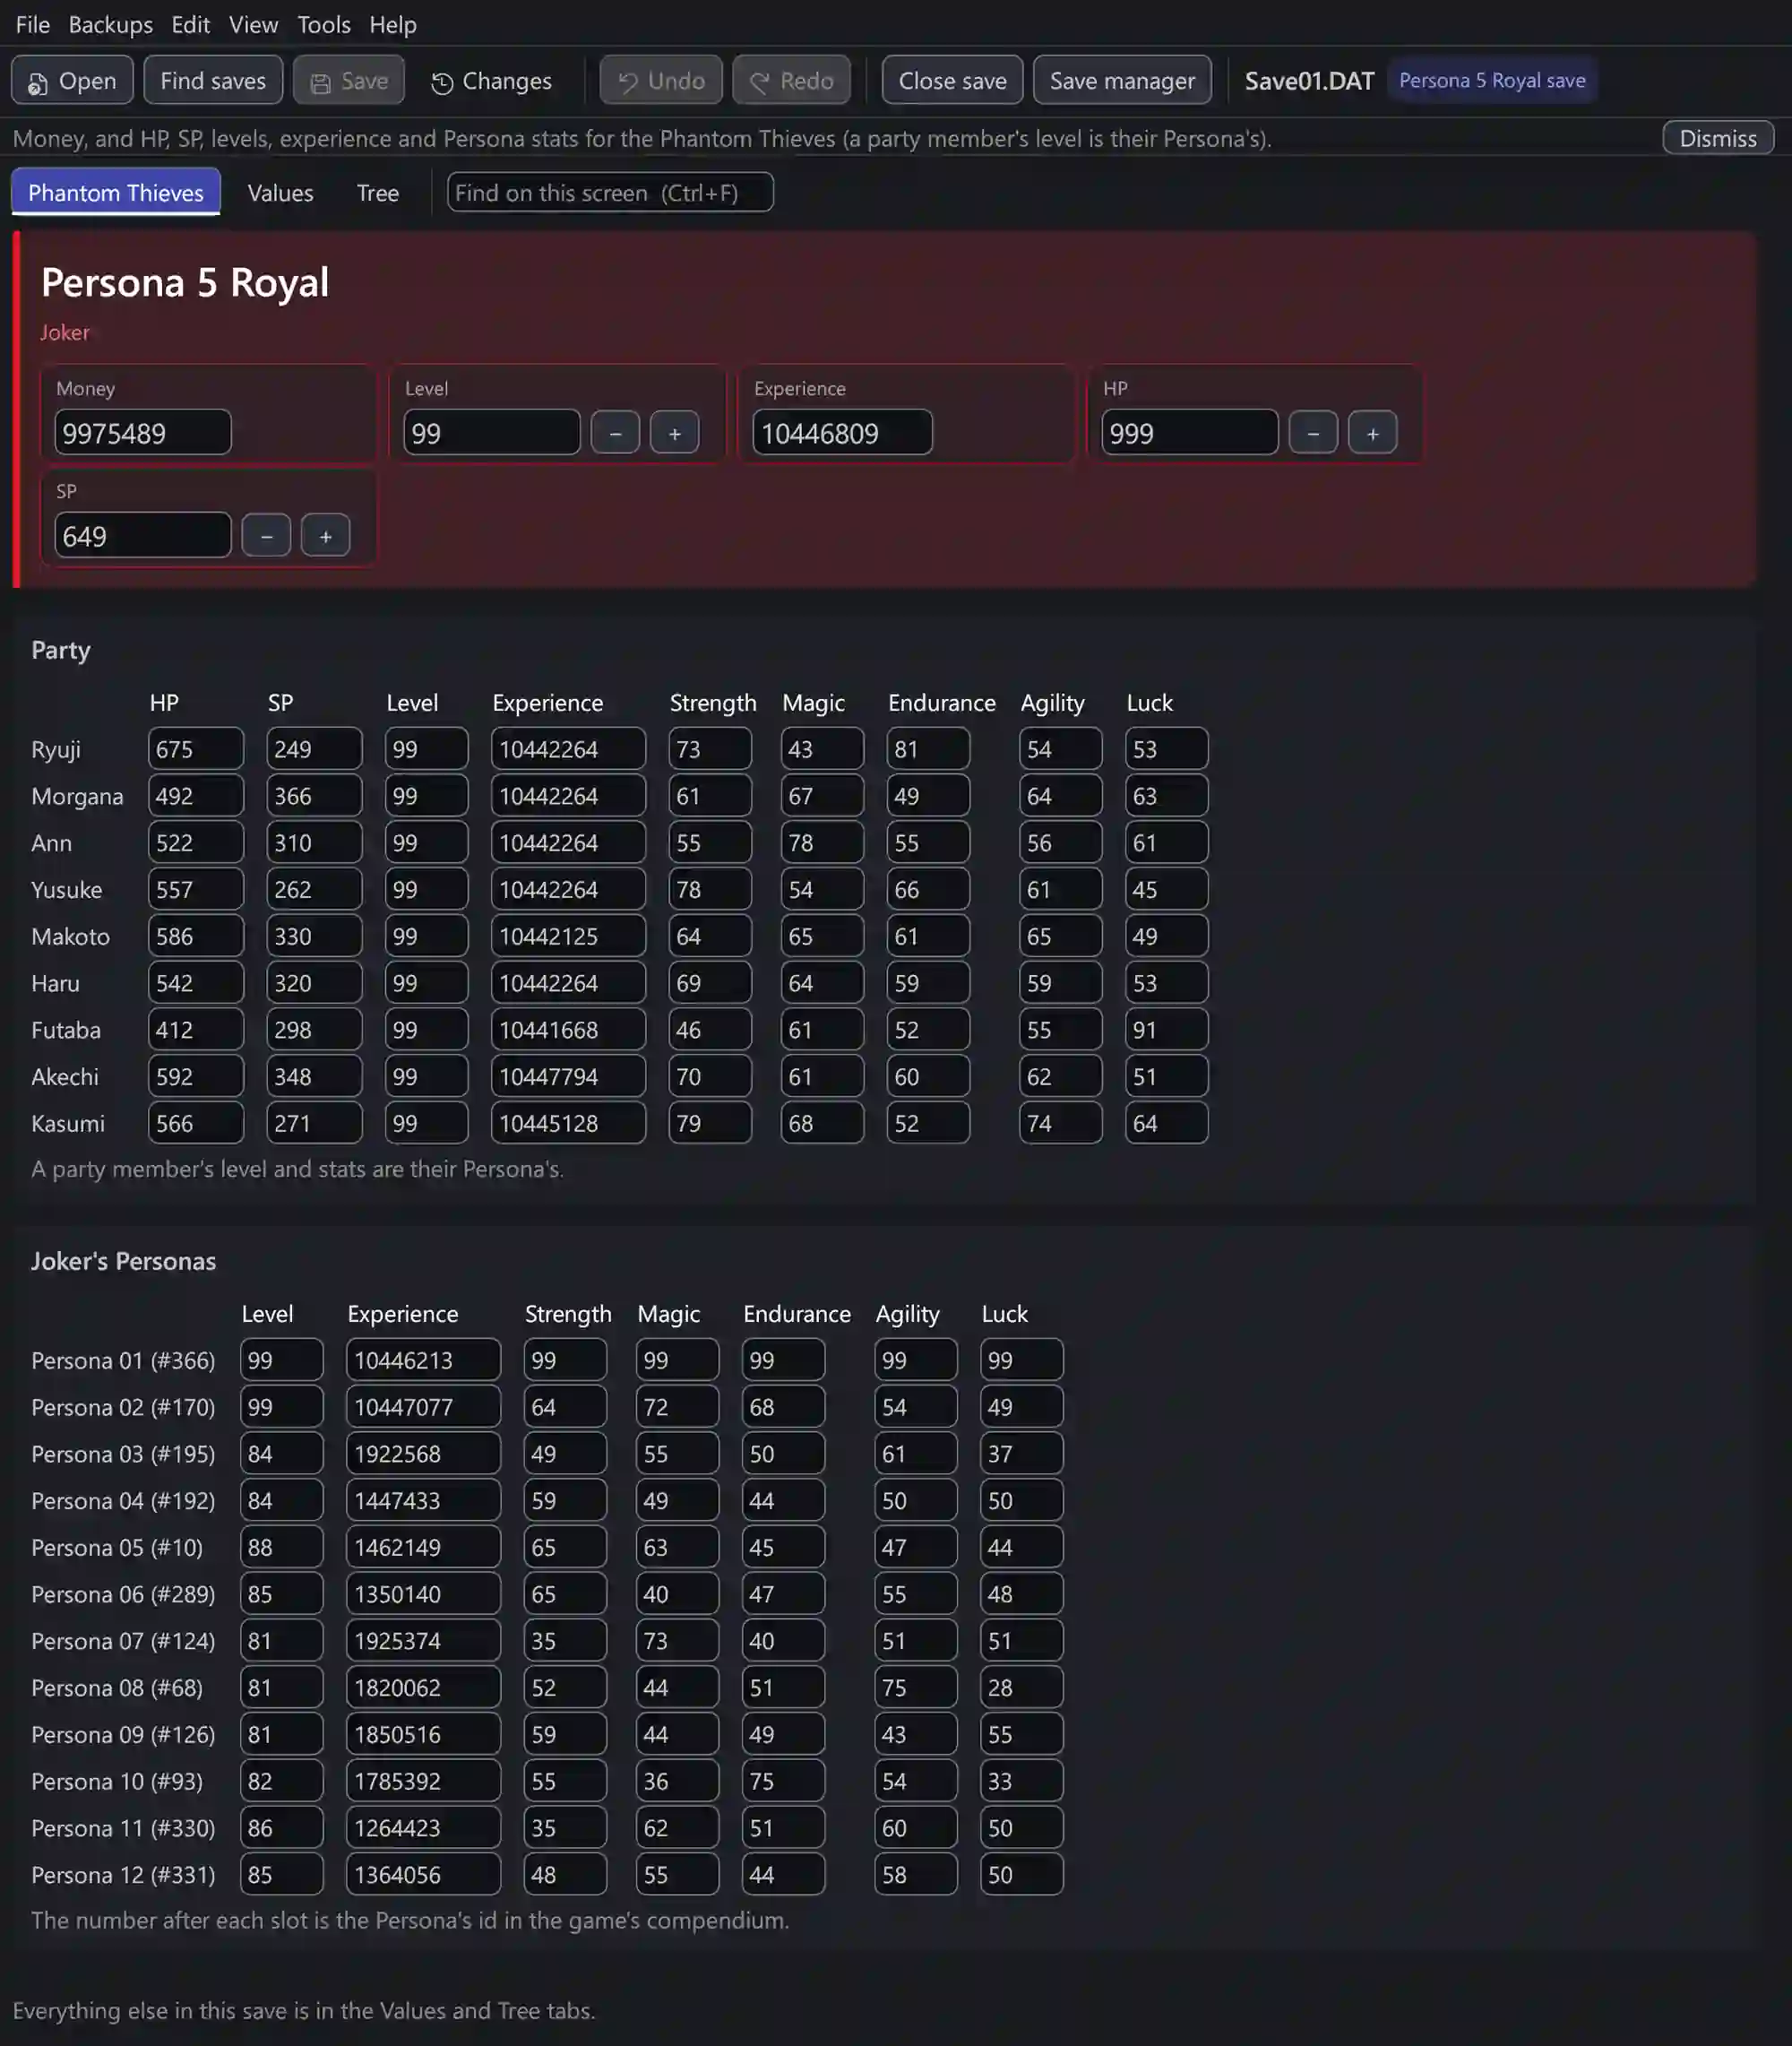 File Backups Edit View Tools Help
Open Find saves Save Changes Undo Redo Close save Save manager Save01.DAT Persona 5 Royal save
Money, and HP, SP, levels, experience and Persona stats for the Phantom Thieves (a party member's level is their Persona's). Dismiss
Phantom Thieves Values Tree Find on this screen (Ctrl+F)
Persona 5 Royal
Joker
Money Level Experience HP
9975489 99 − + 10446809 999 − +
SP
649 − +
Party
HP SP Level Experience Strength Magic Endurance Agility Luck
Ryuji 675 249 99 10442264 73 43 81 54 53
Morgana 492 366 99 10442264 61 67 49 64 63
Ann 522 310 99 10442264 55 78 55 56 61
Yusuke 557 262 99 10442264 78 54 66 61 45
Makoto 586 330 99 10442125 64 65 61 65 49
Haru 542 320 99 10442264 69 64 59 59 53
Futaba 412 298 99 10441668 46 61 52 55 91
Akechi 592 348 99 10447794 70 61 60 62 51
Kasumi 566 271 99 10445128 79 68 52 74 64
A party member's level and stats are their Persona's.
Joker's Personas
Level Experience Strength Magic Endurance Agility Luck
Persona 01 (#366) 99 10446213 99 99 99 99 99
Persona 02 (#170) 99 10447077 64 72 68 54 49
Persona 03 (#195) 84 1922568 49 55 50 61 37
Persona 04 (#192) 84 1447433 59 49 44 50 50
Persona 05 (#10) 88 1462149 65 63 45 47 44
Persona 06 (#289) 85 1350140 65 40 47 55 48
Persona 07 (#124) 81 1925374 35 73 40 51 51
Persona 08 (#68) 81 1820062 52 44 51 75 28
Persona 09 (#126) 81 1850516 59 44 49 43 55
Persona 10 (#93) 82 1785392 55 36 75 54 33
Persona 11 (#330) 86 1264423 35 62 51 60 50
Persona 12 (#331) 85 1364056 48 55 44 58 50
The number after each slot is the Persona's id in the game's compendium.
Everything else in this save is in the Values and Tree tabs.